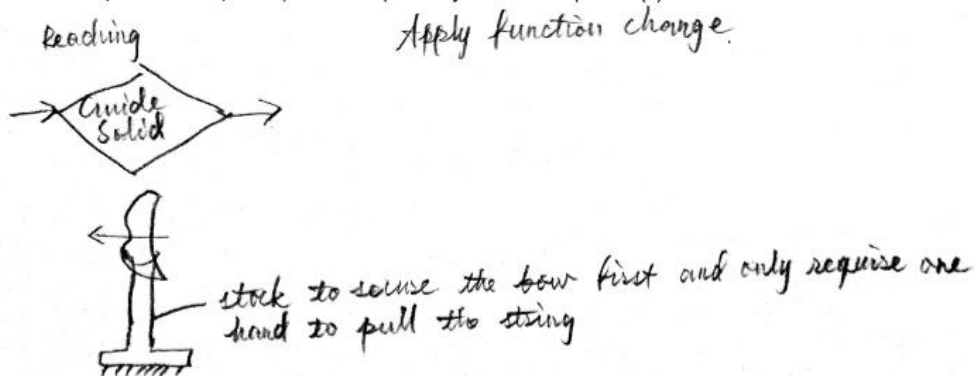 Reaching
Apply function change.
Guide
Solid
stock to secure the bow first and only require one
hand to pull the string